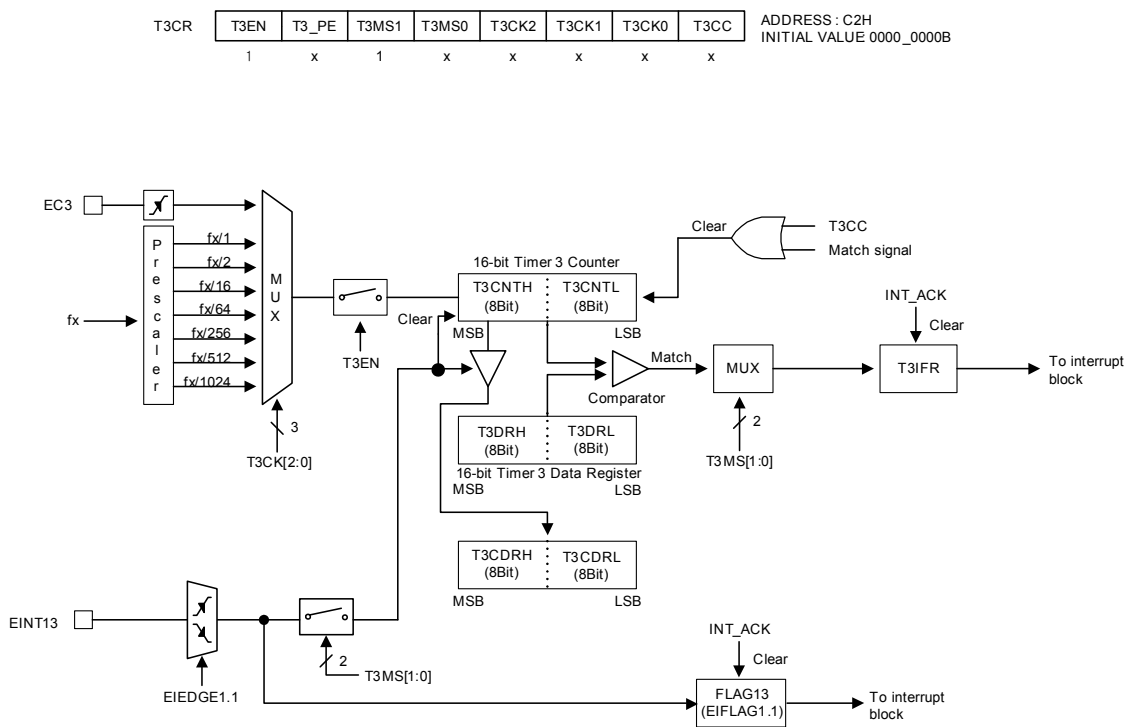 T3CR T3EN T3_PE T3MS1 T3MS0 T3CK2 T3CK1 T3CK0 T3CC ADDRESS : C2H
INITIAL VALUE 0000_0000B
1 x 1 x x x x x
EC3
Prescaler
fx
fx/1
fx/2
fx/16
fx/64
fx/256
fx/512
fx/1024
MUX
3
T3CK[2:0]
T3EN
Clear
16-bit Timer 3 Counter
T3CNTH
(8Bit)
T3CNTL
(8Bit)
MSB
LSB
Clear
T3CC
Match signal
Match
Comparator
T3DRH
(8Bit)
T3DRL
(8Bit)
16-bit Timer 3 Data Register
MSB
LSB
MUX
2
T3MS[1:0]
INT_ACK
Clear
T3IFR
To interrupt
block
T3CDRH
(8Bit)
T3CDRL
(8Bit)
MSB
LSB
EINT13
EIEDGE1.1
2
T3MS[1:0]
INT_ACK
Clear
FLAG13
(EIFLAG1.1)
To interrupt
block